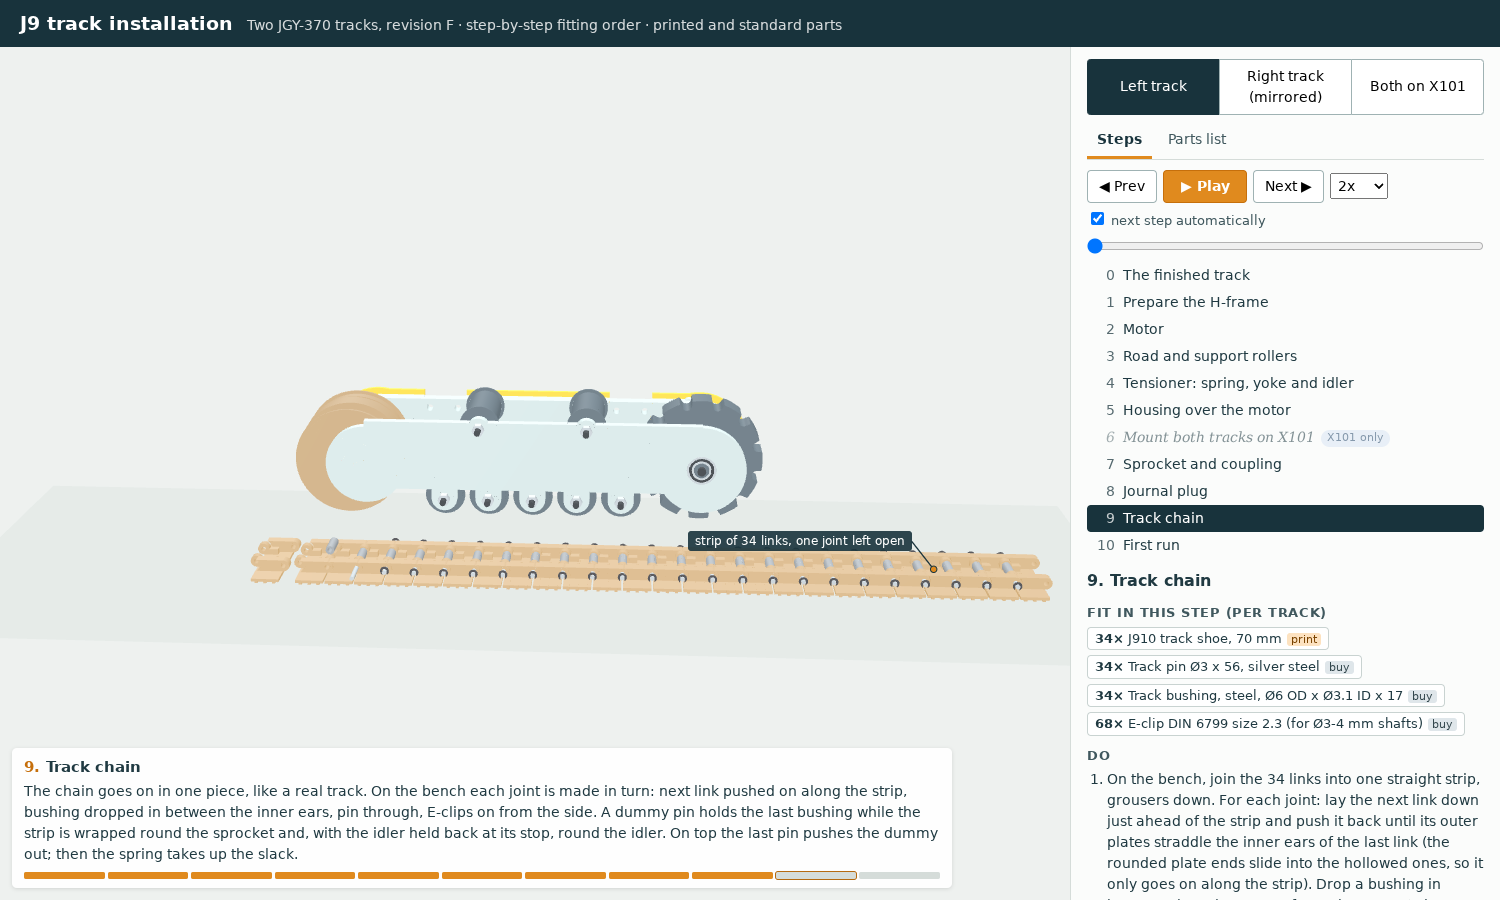 J9 track installation
Two JGY-370 tracks, revision F · step-by-step fitting order · printed and standard parts
Left track
Right track
(mirrored)
Both on X101
Steps
Parts list
◀ Prev
▶ Play
Next ▶
2x
next step automatically
0 The finished track
1 Prepare the H-frame
2 Motor
3 Road and support rollers
4 Tensioner: spring, yoke and idler
5 Housing over the motor
6 Mount both tracks on X101 X101 only
7 Sprocket and coupling
8 Journal plug
9 Track chain
10 First run
9. Track chain
FIT IN THIS STEP (PER TRACK)
34× J910 track shoe, 70 mm print
34× Track pin Ø3 x 56, silver steel buy
34× Track bushing, steel, Ø6 OD x Ø3.1 ID x 17 buy
68× E-clip DIN 6799 size 2.3 (for Ø3-4 mm shafts) buy
DO
1. On the bench, join the 34 links into one straight strip,
grousers down. For each joint: lay the next link down
just ahead of the strip and push it back until its outer
plates straddle the inner ears of the last link (the
rounded plate ends slide into the hollowed ones, so it
only goes on along the strip). Drop a bushing in
strip of 34 links, one joint left open
9. Track chain
The chain goes on in one piece, like a real track. On the bench each joint is made in turn: next link pushed on along the strip,
bushing dropped in between the inner ears, pin through, E-clips on from the side. A dummy pin holds the last bushing while the
strip is wrapped round the sprocket and, with the idler held back at its stop, round the idler. On top the last pin pushes the dummy
out; then the spring takes up the slack.